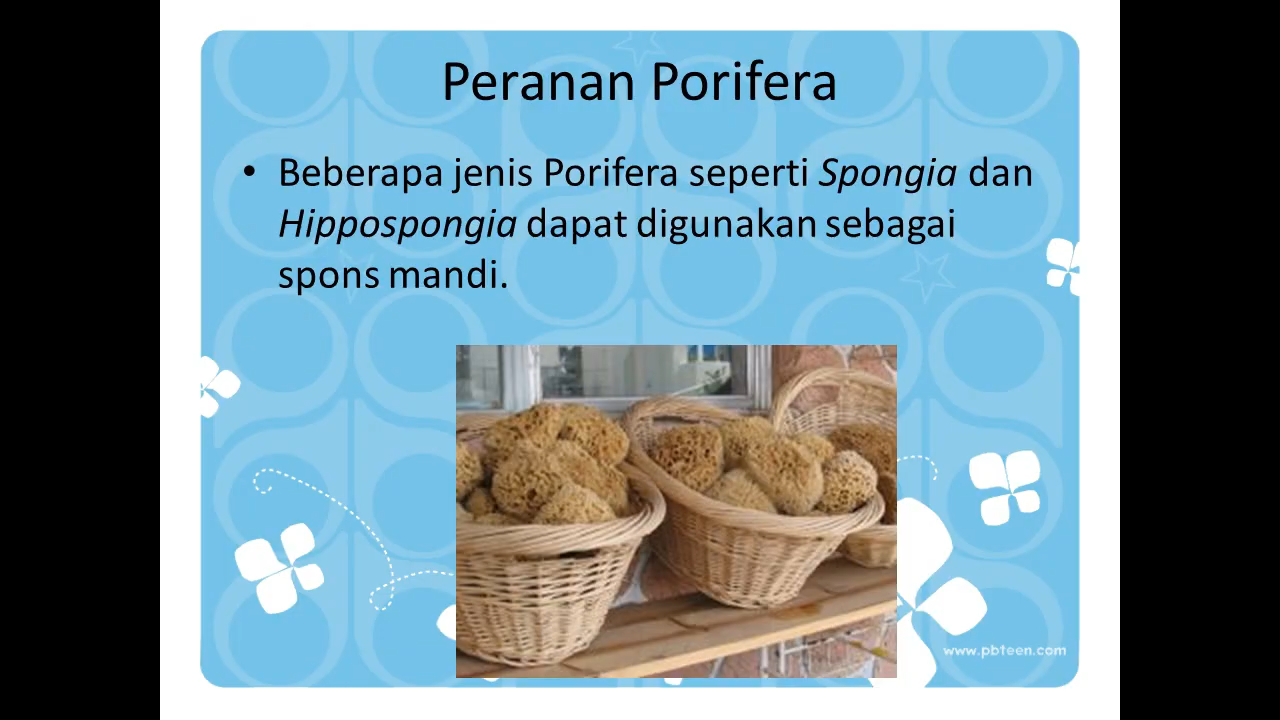 Peranan Porifera
• Beberapa jenis Porifera seperti Spongia dan
Hippospongia dapat digunakan sebagai
spons mandi.
www.pbteen.com